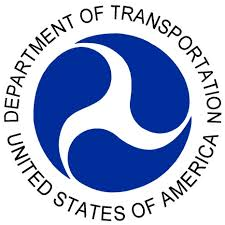 DEPARTMENT OF TRANSPORTATION
UNITED STATES OF AMERICA